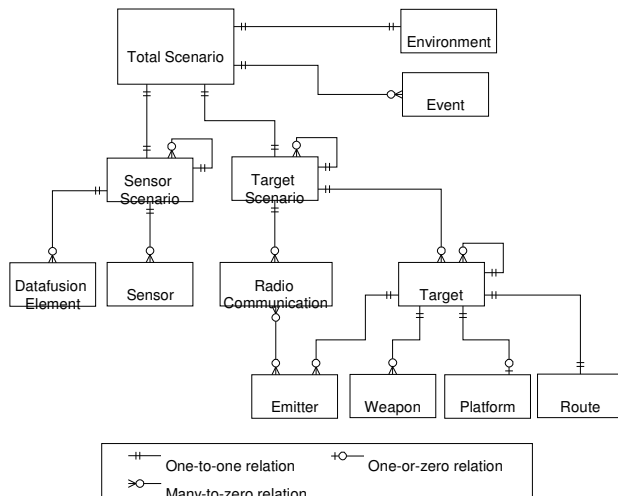 Total Scenario
Environment
Event
Sensor
Scenario
Target
Scenario
Datafusion
Element
Sensor
Radio
Communication
Target
Emitter
Weapon
Platform
Route
One-to-one relation
One-or-zero relation
Many-to-zero relation